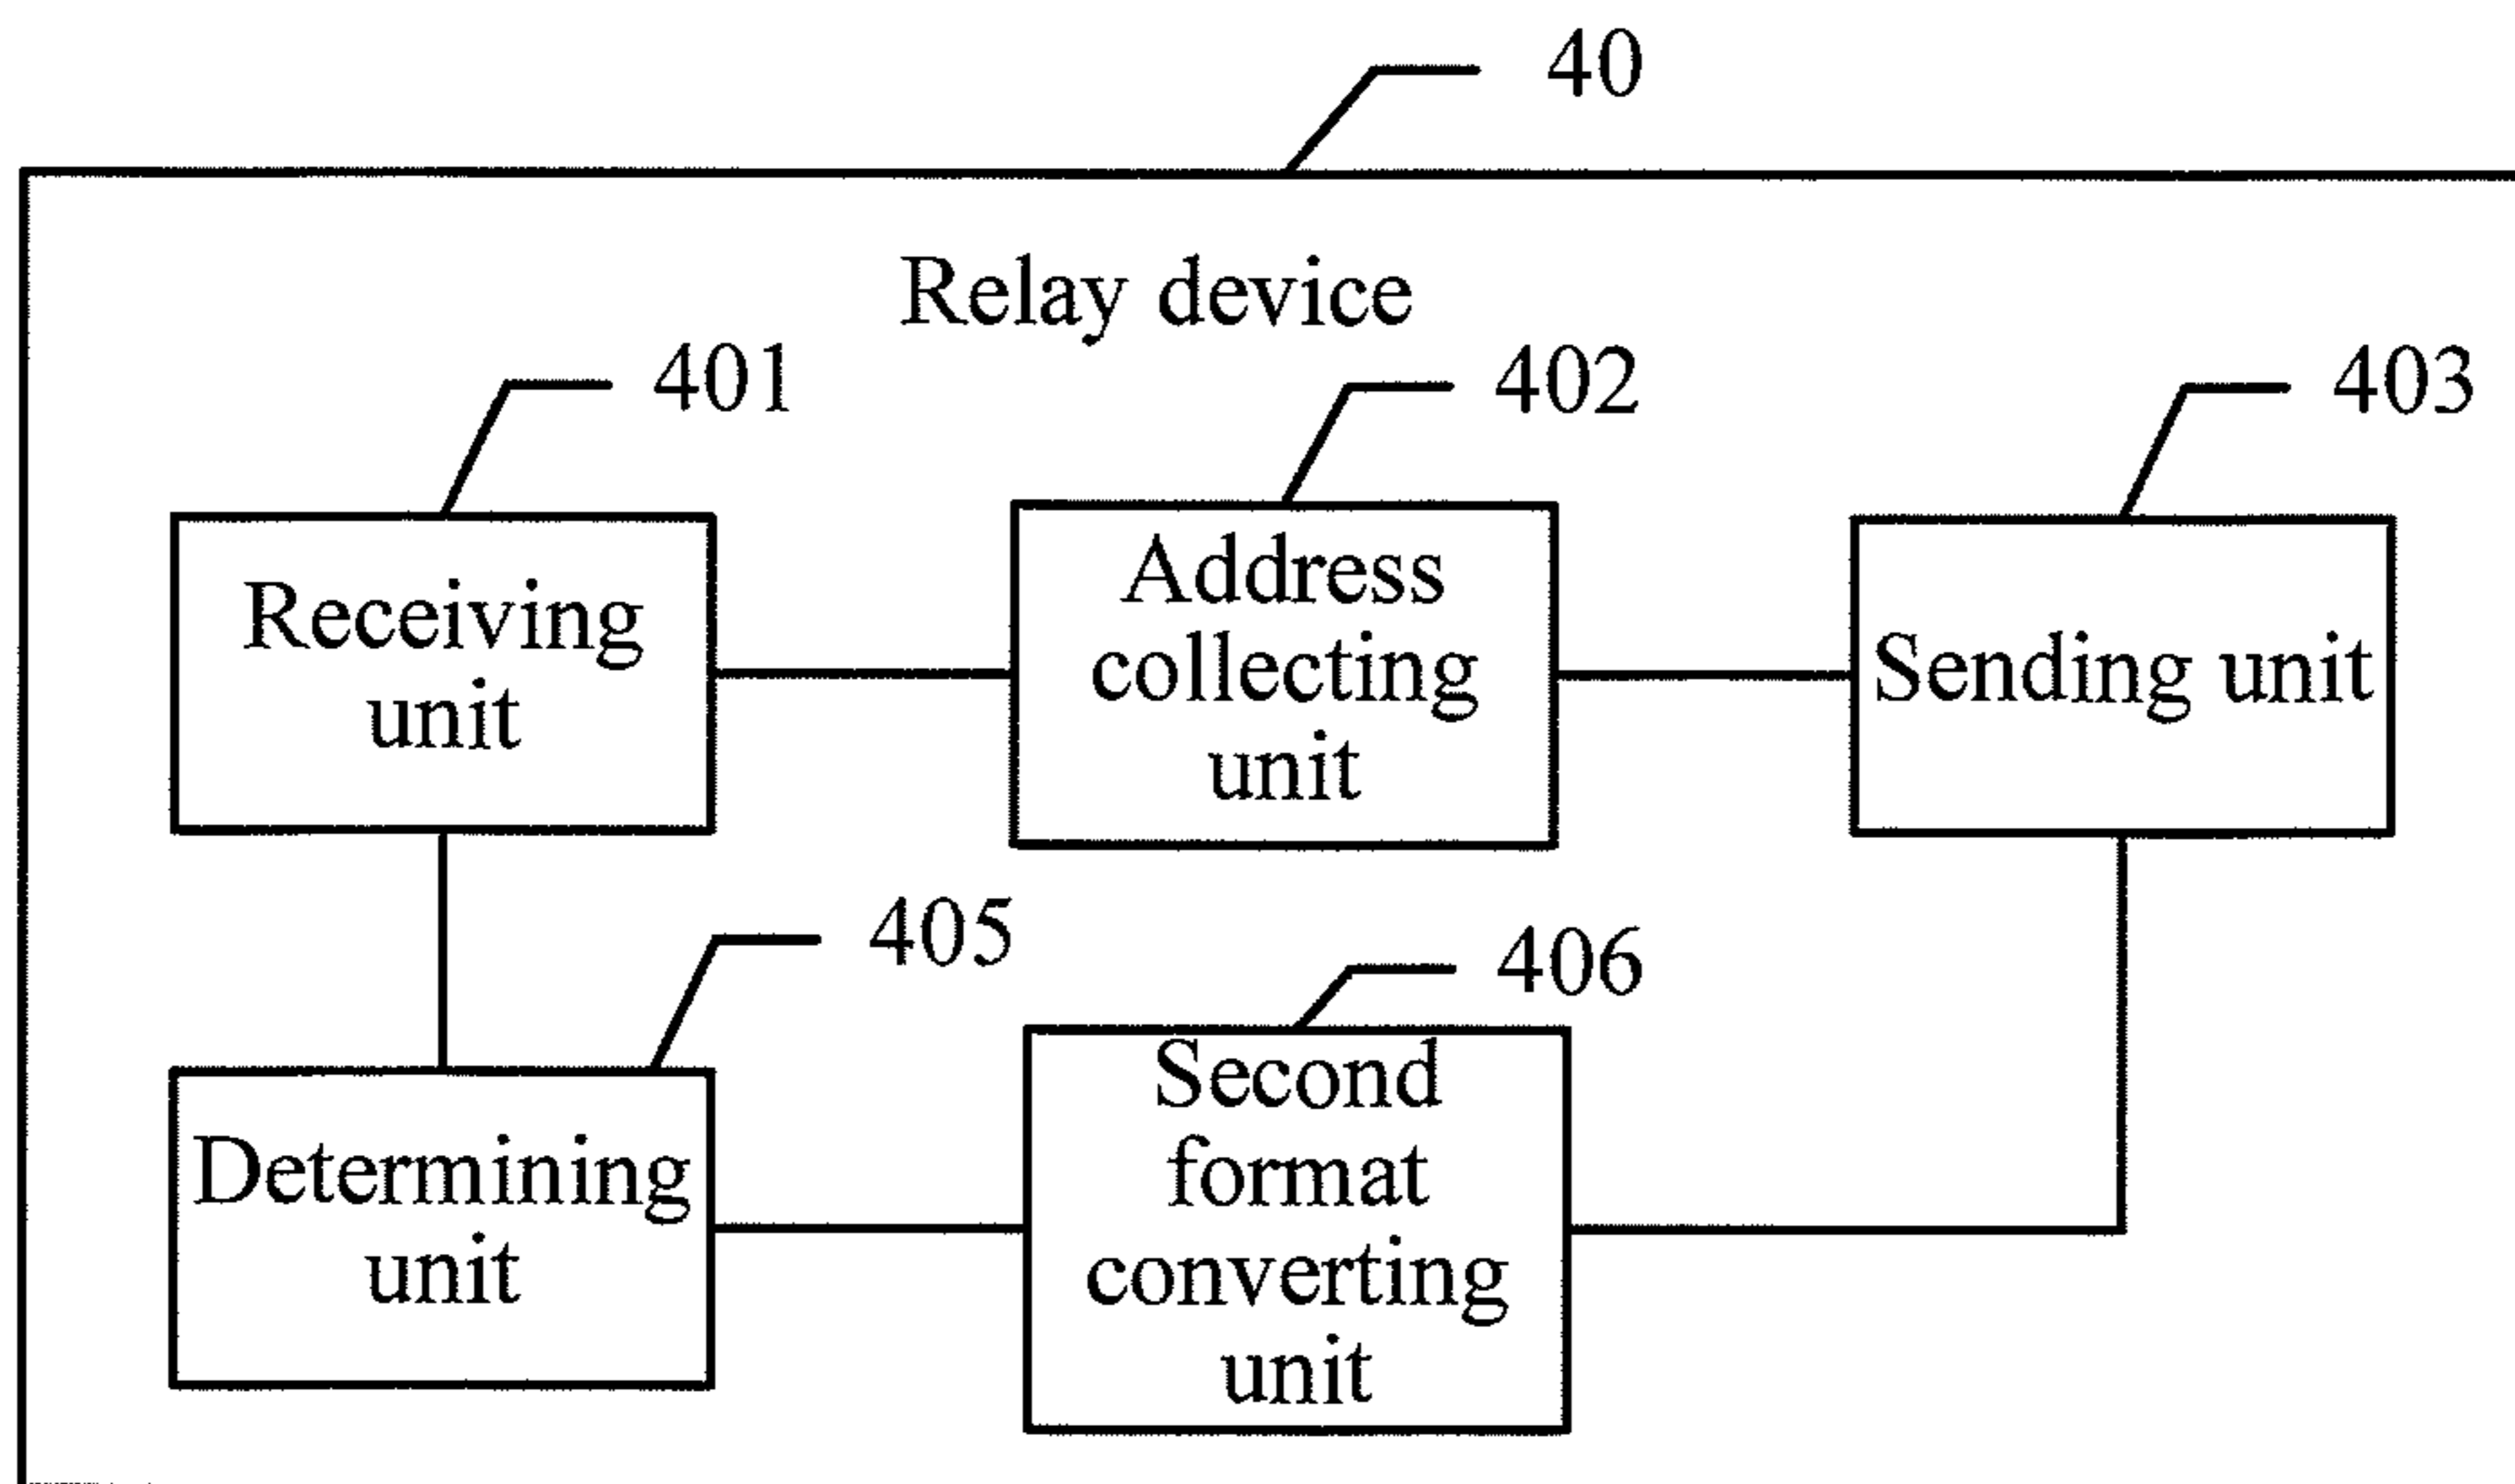 40
Relay device
401
402
403
Receiving
unit
Address
collecting
unit
Sending unit
405
406
Determining
unit
Second
format
converting
unit